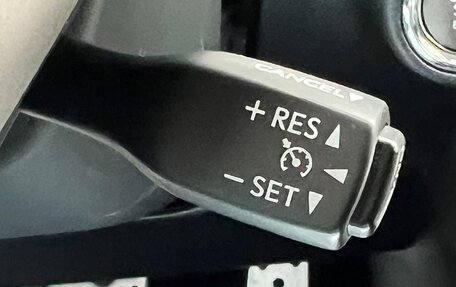 CANCEL▼
+ RES ▲
− SET ▼